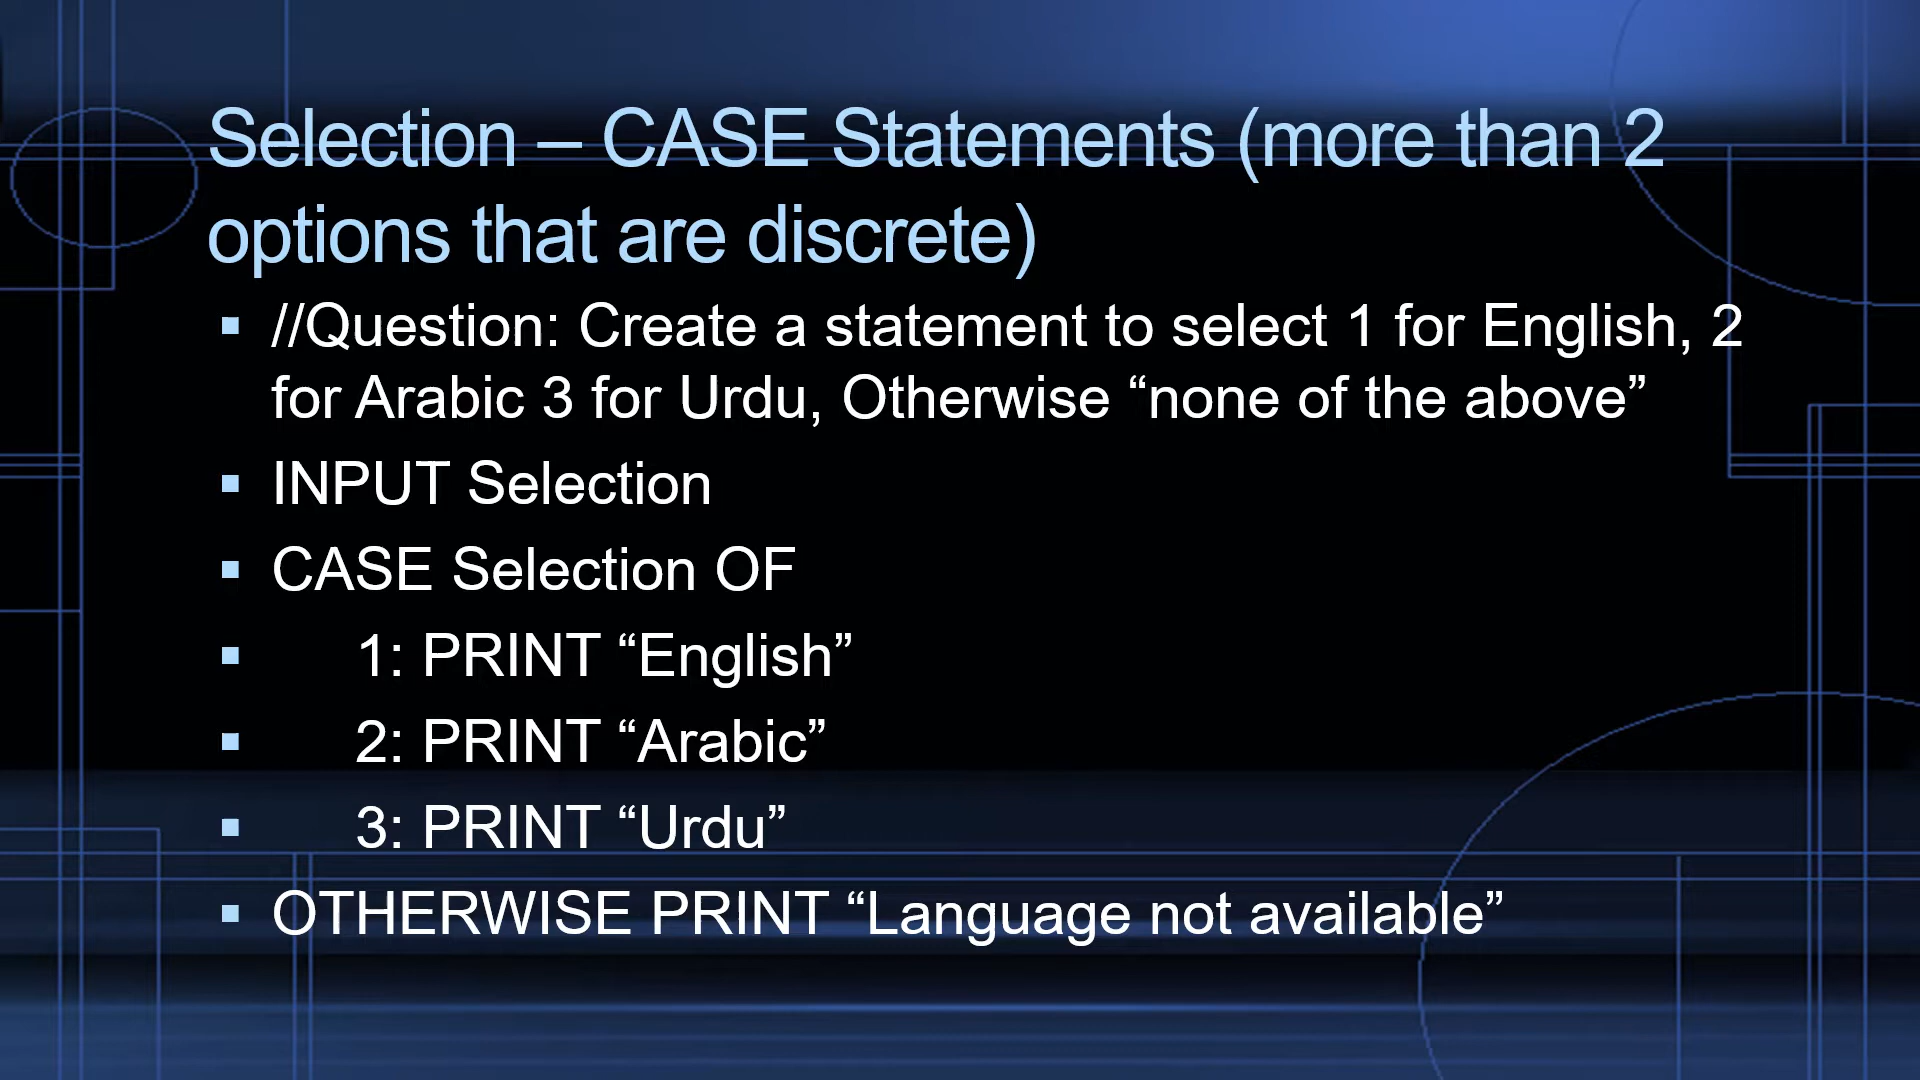 Selection – CASE Statements (more than 2
options that are discrete)
//Question: Create a statement to select 1 for English, 2
for Arabic 3 for Urdu, Otherwise “none of the above”
INPUT Selection
CASE Selection OF
1: PRINT “English”
2: PRINT “Arabic”
3: PRINT “Urdu”
OTHERWISE PRINT “Language not available”